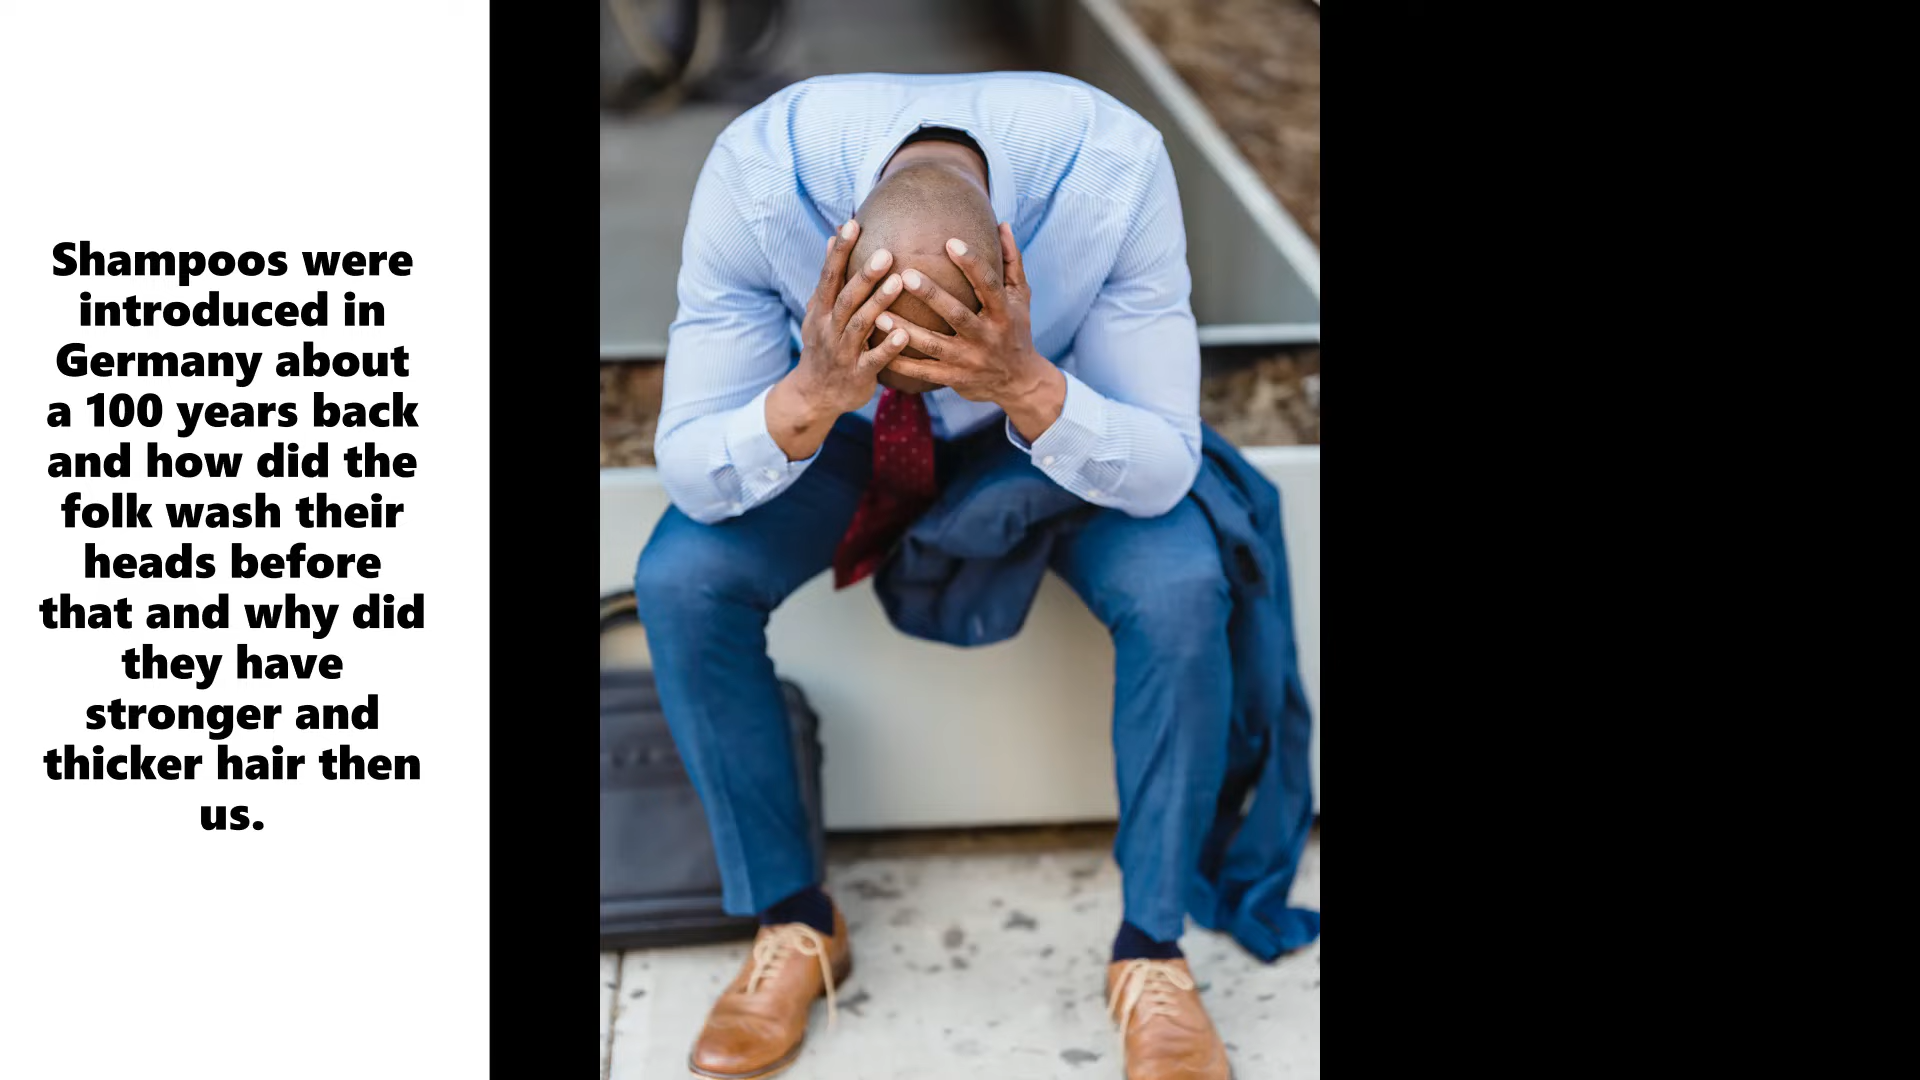 Shampoos were
introduced in
Germany about
a 100 years back
and how did the
folk wash their
heads before
that and why did
they have
stronger and
thicker hair then
us.